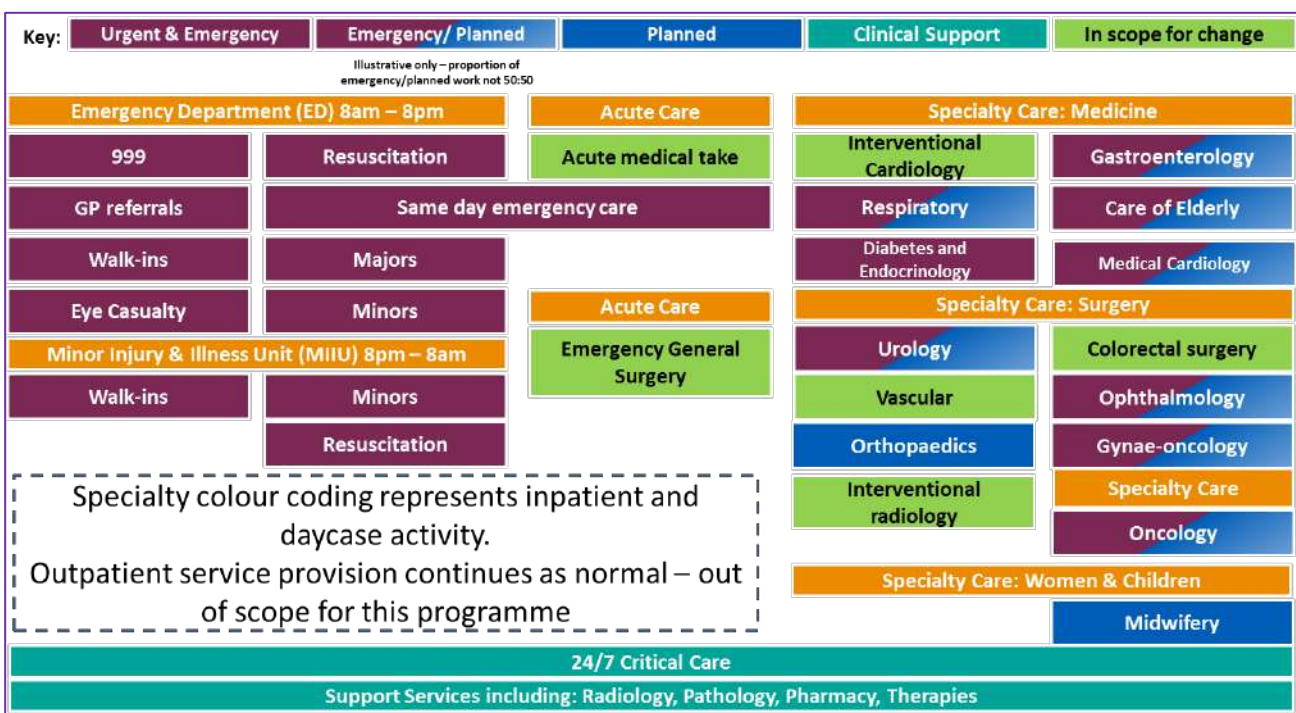 Key:
Urgent & Emergency
Emergency/ Planned
Planned
Clinical Support
In scope for change
Illustrative only – proportion of
emergency/planned work not 50:50
Emergency Department (ED) 8am – 8pm
999
Resuscitation
GP referrals
Same day emergency care
Walk-ins
Majors
Eye Casualty
Minors
Minor Injury & Illness Unit (MIIU) 8pm – 8am
Walk-ins
Minors
Resuscitation
Acute Care
Acute medical take
Acute Care
Emergency General
Surgery
Specialty Care: Medicine
Interventional
Cardiology
Gastroenterology
Respiratory
Care of Elderly
Diabetes and
Endocrinology
Medical Cardiology
Specialty Care: Surgery
Urology
Colorectal surgery
Vascular
Ophthalmology
Orthopaedics
Gynae-oncology
Interventional
radiology
Specialty Care
Oncology
Specialty Care: Women & Children
Midwifery
Specialty colour coding represents inpatient and
daycase activity.
Outpatient service provision continues as normal – out
of scope for this programme
24/7 Critical Care
Support Services including: Radiology, Pathology, Pharmacy, Therapies